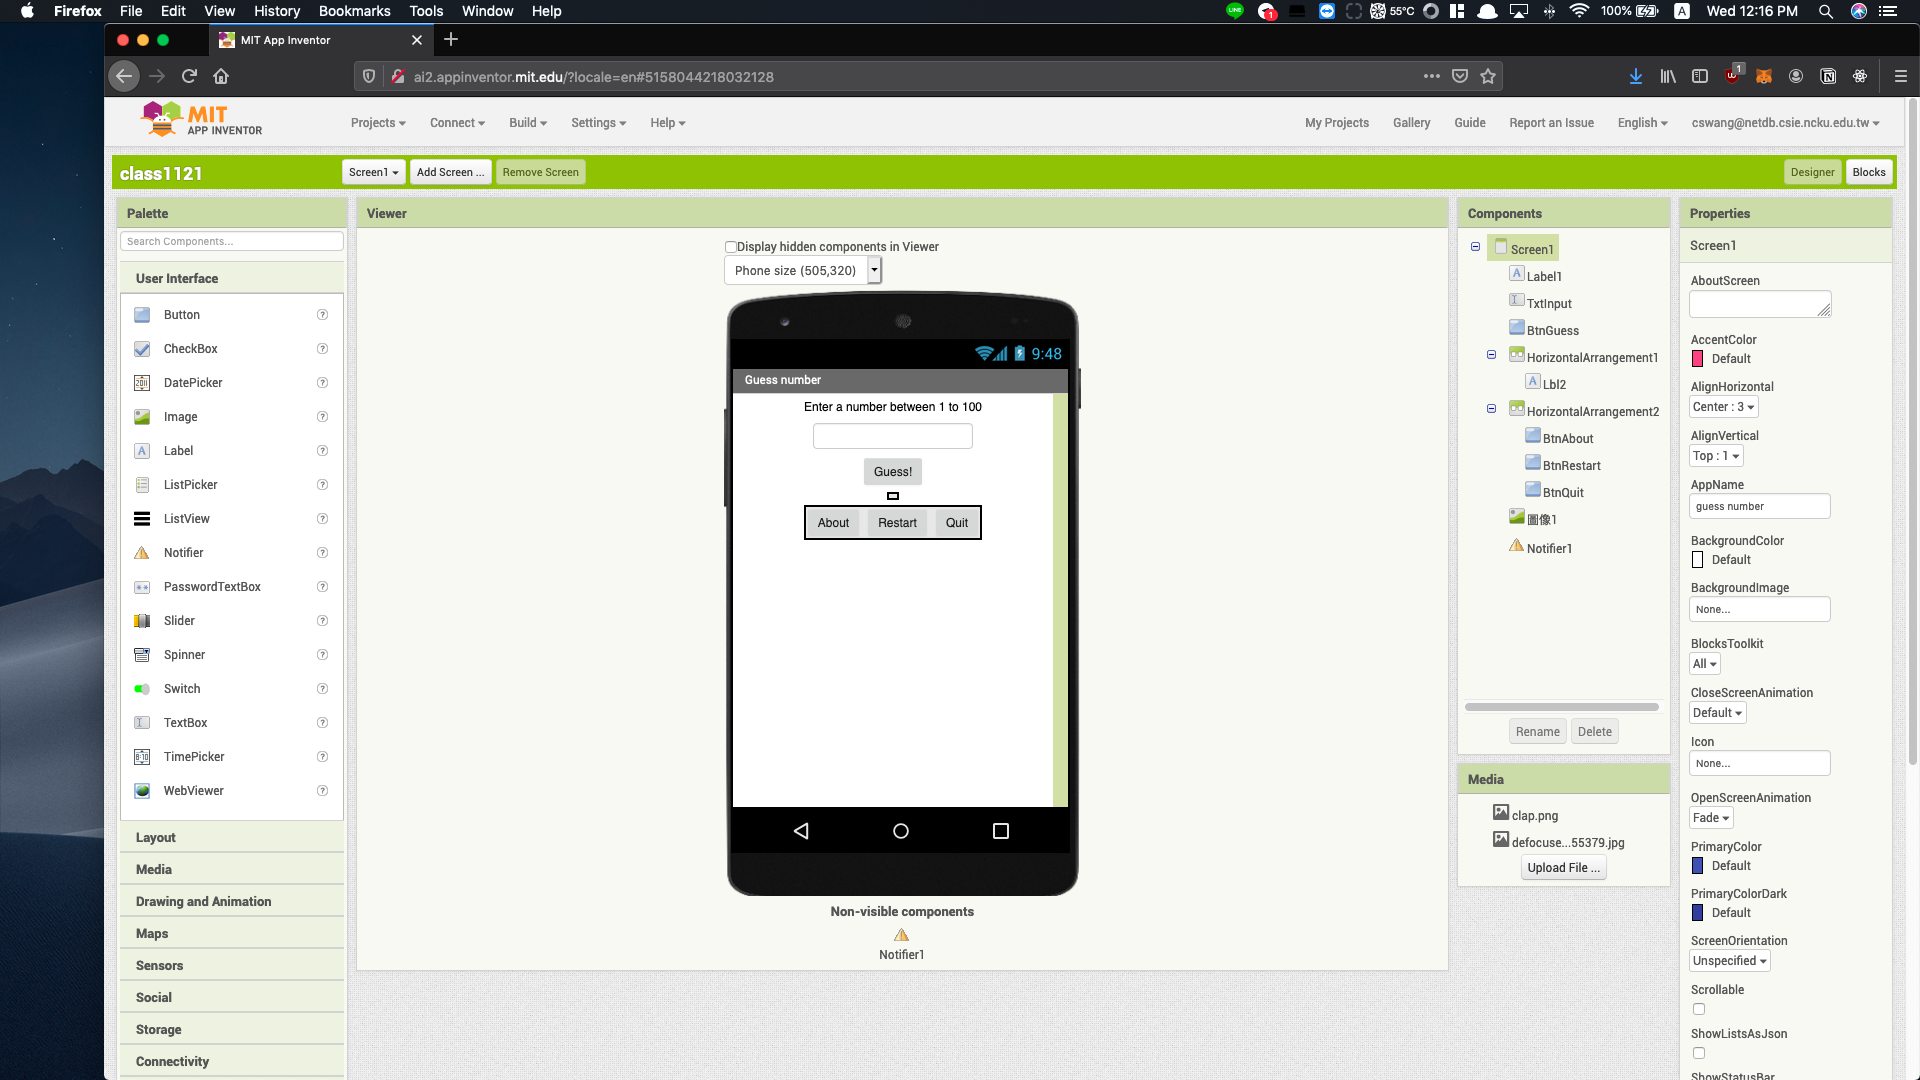 Firefox File Edit View History Bookmarks Tools Window Help
1 55°C 100% A Wed 12:16 PM
MIT App Inventor
ai2.appinventor.mit.edu/?locale=en#5158044218032128
1
MIT
APP INVENTOR
Projects Connect Build Settings Help
My Projects Gallery Guide Report an Issue English cswang@netdb.csie.ncku.edu.tw
class1121
Screen1 Add Screen ... Remove Screen
Designer Blocks
Palette
Search Components...
User Interface
Button
CheckBox
DatePicker
Image
Label
ListPicker
ListView
Notifier
PasswordTextBox
Slider
Spinner
Switch
TextBox
TimePicker
WebViewer
Layout
Media
Drawing and Animation
Maps
Sensors
Social
Storage
Connectivity
Viewer
Display hidden components in Viewer
Phone size (505,320)
9:48
Guess number
Enter a number between 1 to 100
Guess!
About Restart Quit
Non-visible components
Notifier1
Components
Screen1
Label1
TxtInput
BtnGuess
HorizontalArrangement1
Lbl2
HorizontalArrangement2
BtnAbout
BtnRestart
BtnQuit
圖像1
Notifier1
Rename Delete
Media
clap.png
defocuse...55379.jpg
Upload File ...
Properties
Screen1
AboutScreen
AccentColor
Default
AlignHorizontal
Center : 3
AlignVertical
Top : 1
AppName
guess number
BackgroundColor
Default
BackgroundImage
None...
BlocksToolkit
All
CloseScreenAnimation
Default
Icon
None...
OpenScreenAnimation
Fade
PrimaryColor
Default
PrimaryColorDark
Default
ScreenOrientation
Unspecified
Scrollable
ShowListsAsJson
ShowStatusBar